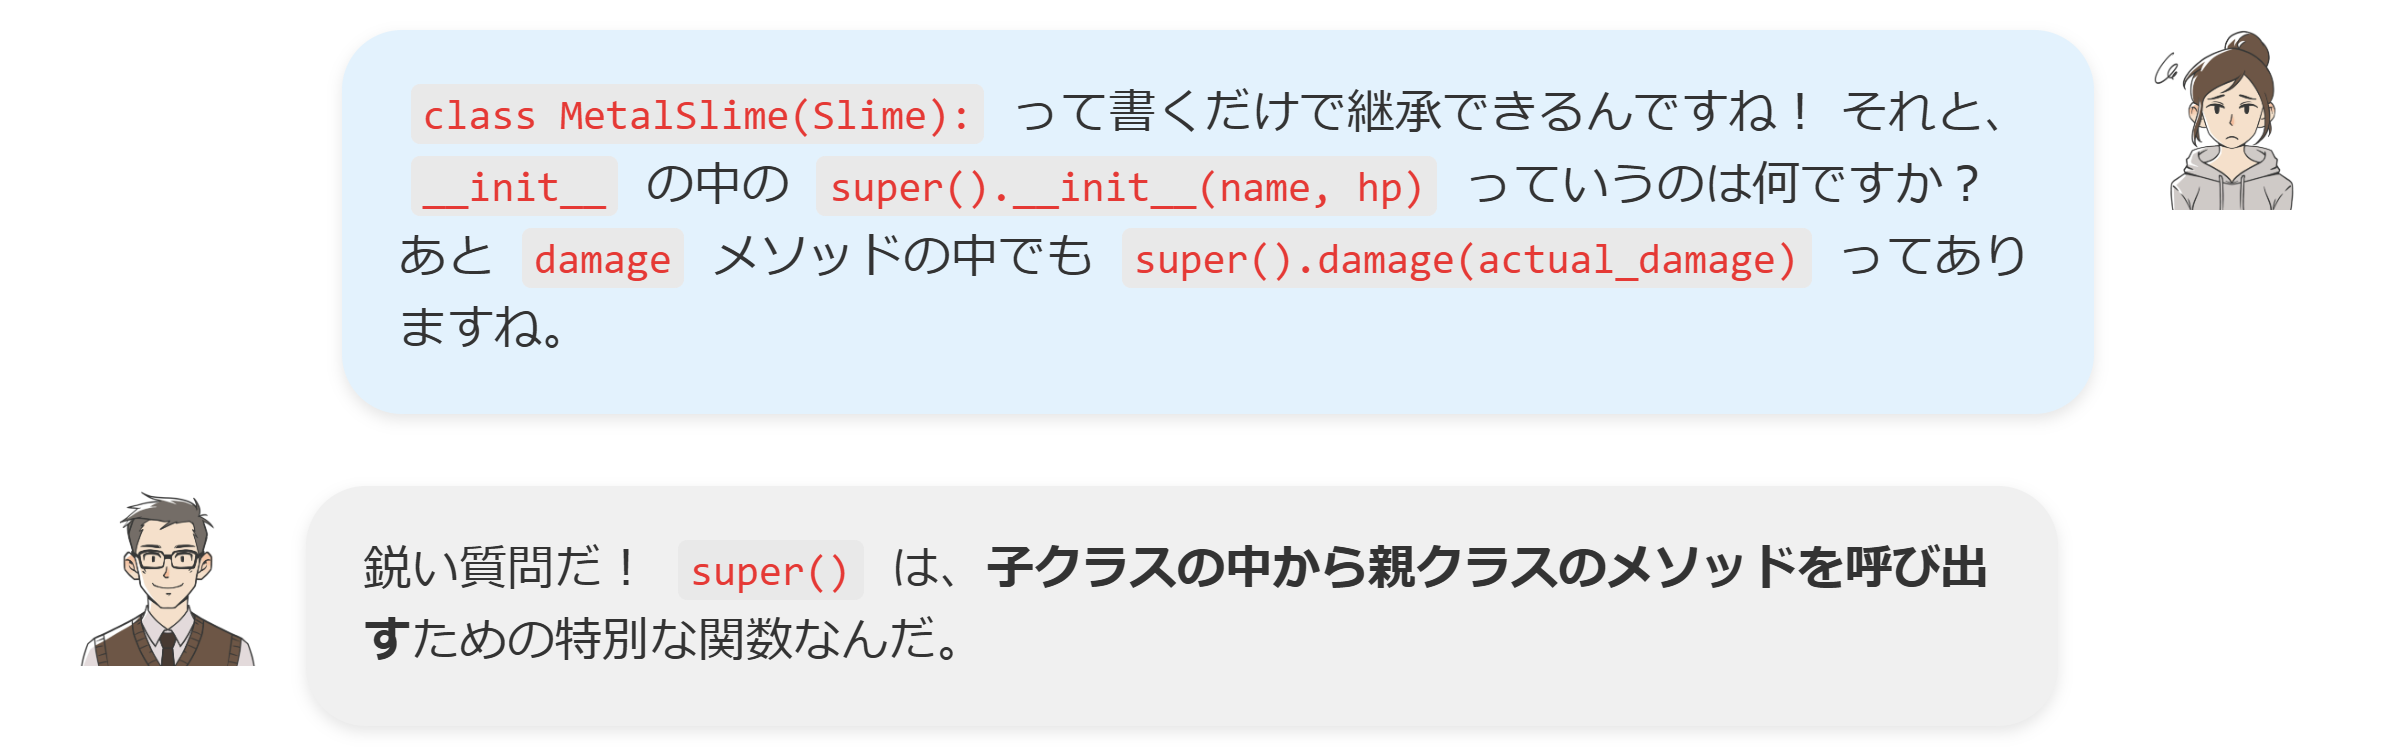 class MetalSlime(Slime): って書くだけで継承できるんですね！ それと、
__init__ の中の super().__init__(name, hp) っていうのは何ですか？
あと damage メソッドの中でも super().damage(actual_damage) ってあり
ますね。
鋭い質問だ！ super() は、子クラスの中から親クラスのメソッドを呼び出
すための特別な関数なんだ。